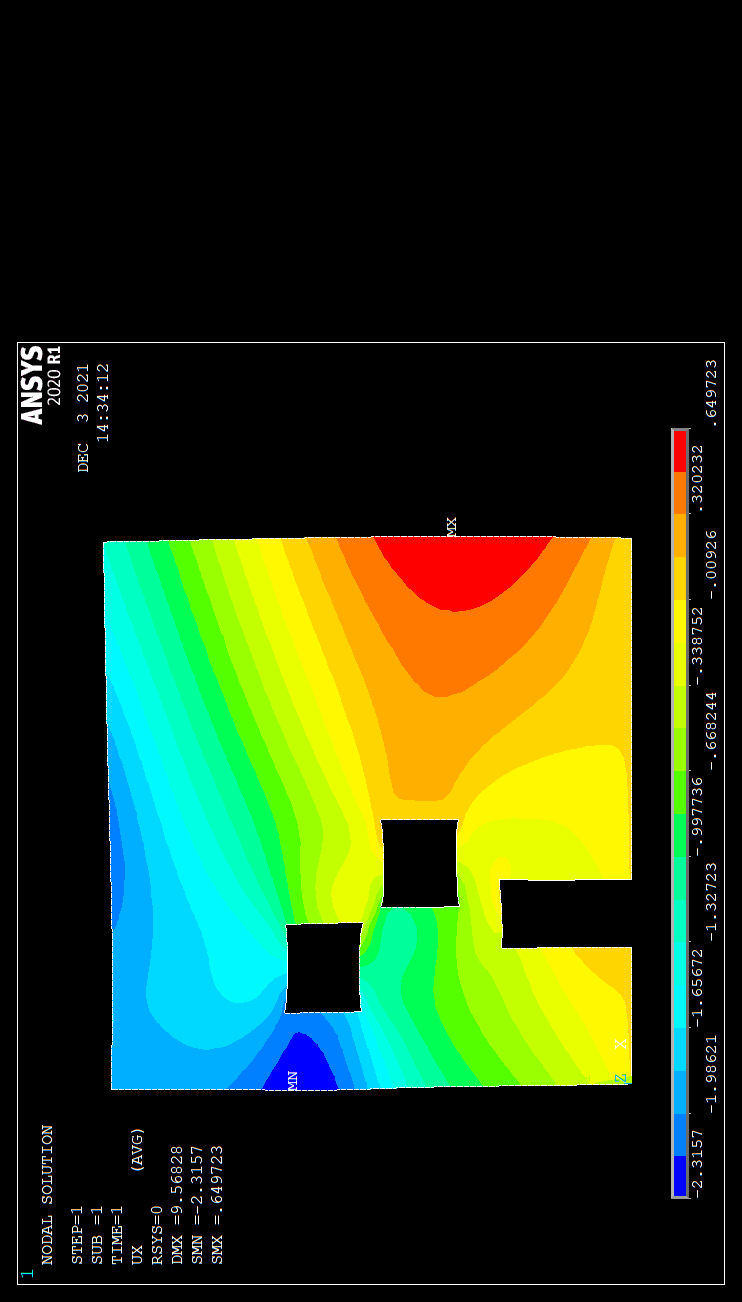 1
NODAL SOLUTION
STEP=1
SUB =1
TIME=1
UX (AVG)
RSYS=0
DMX =9.56828
SMN =-2.3157
SMX =.649723
ANSYS
2020 R1
DEC 3 2021
14:34:12
MN
MX
Z X
-2.3157
-1.98621
-1.65672
-1.32723
-.997736
-.668244
-.338752
-.00926
.320232
.649723